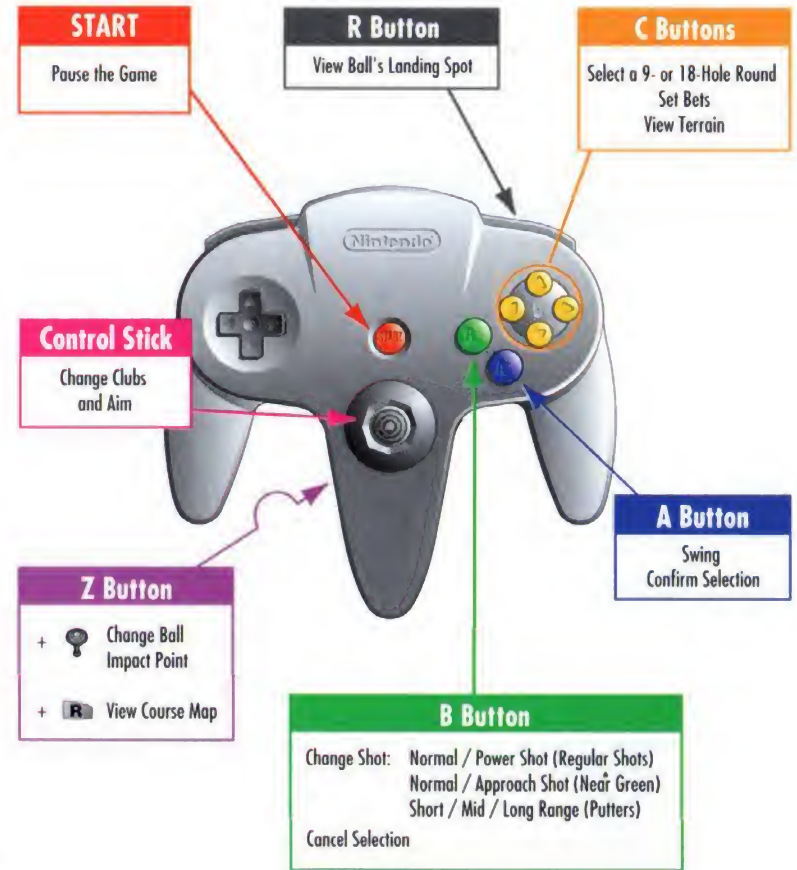 START
Pause the Game
R Button
View Ball's Landing Spot
C Buttons
Select a 9- or 18-Hole Round
Set Bets
View Terrain
Nintendo
START
B
A
Control Stick
Change Clubs
and Aim
A Button
Swing
Confirm Selection
Z Button
+ Change Ball
Impact Point
+ R View Course Map
B Button
Change Shot: Normal / Power Shot (Regular Shots)
Normal / Approach Shot (Near Green)
Short / Mid / Long Range (Putters)
Cancel Selection